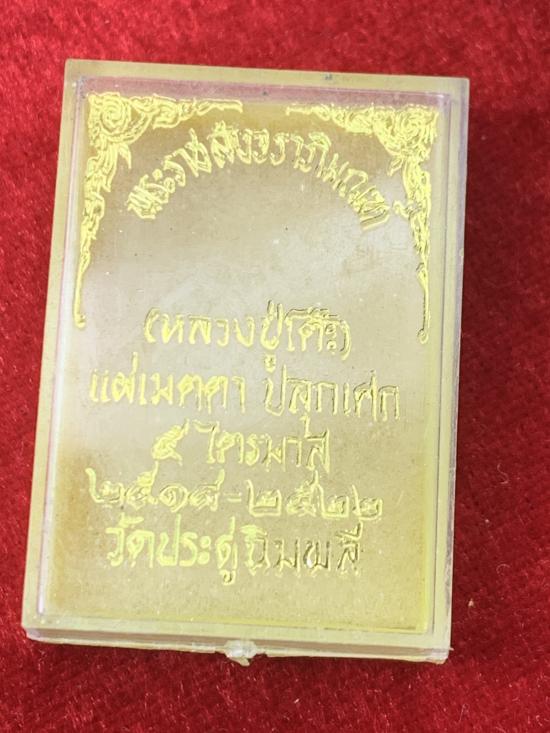 พระราชสังวราภิมณฑ์
(หลวงปู่โต๊ะ)
แผ่เมตตา ปลุกเศก
๕ ไตรมาส
๒๕๑๘-๒๕๒๒
วัดประดู่ฉิมพลี